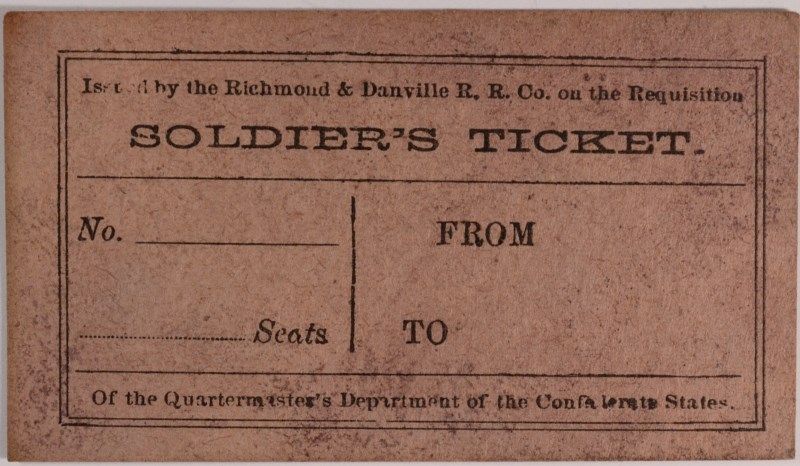 Issued by the Richmond & Danville R. R. Co. on the Requisition
SOLDIER'S TICKET.
No.
FROM
Seats
TO
Of the Quartermaster's Department of the Confederate States.